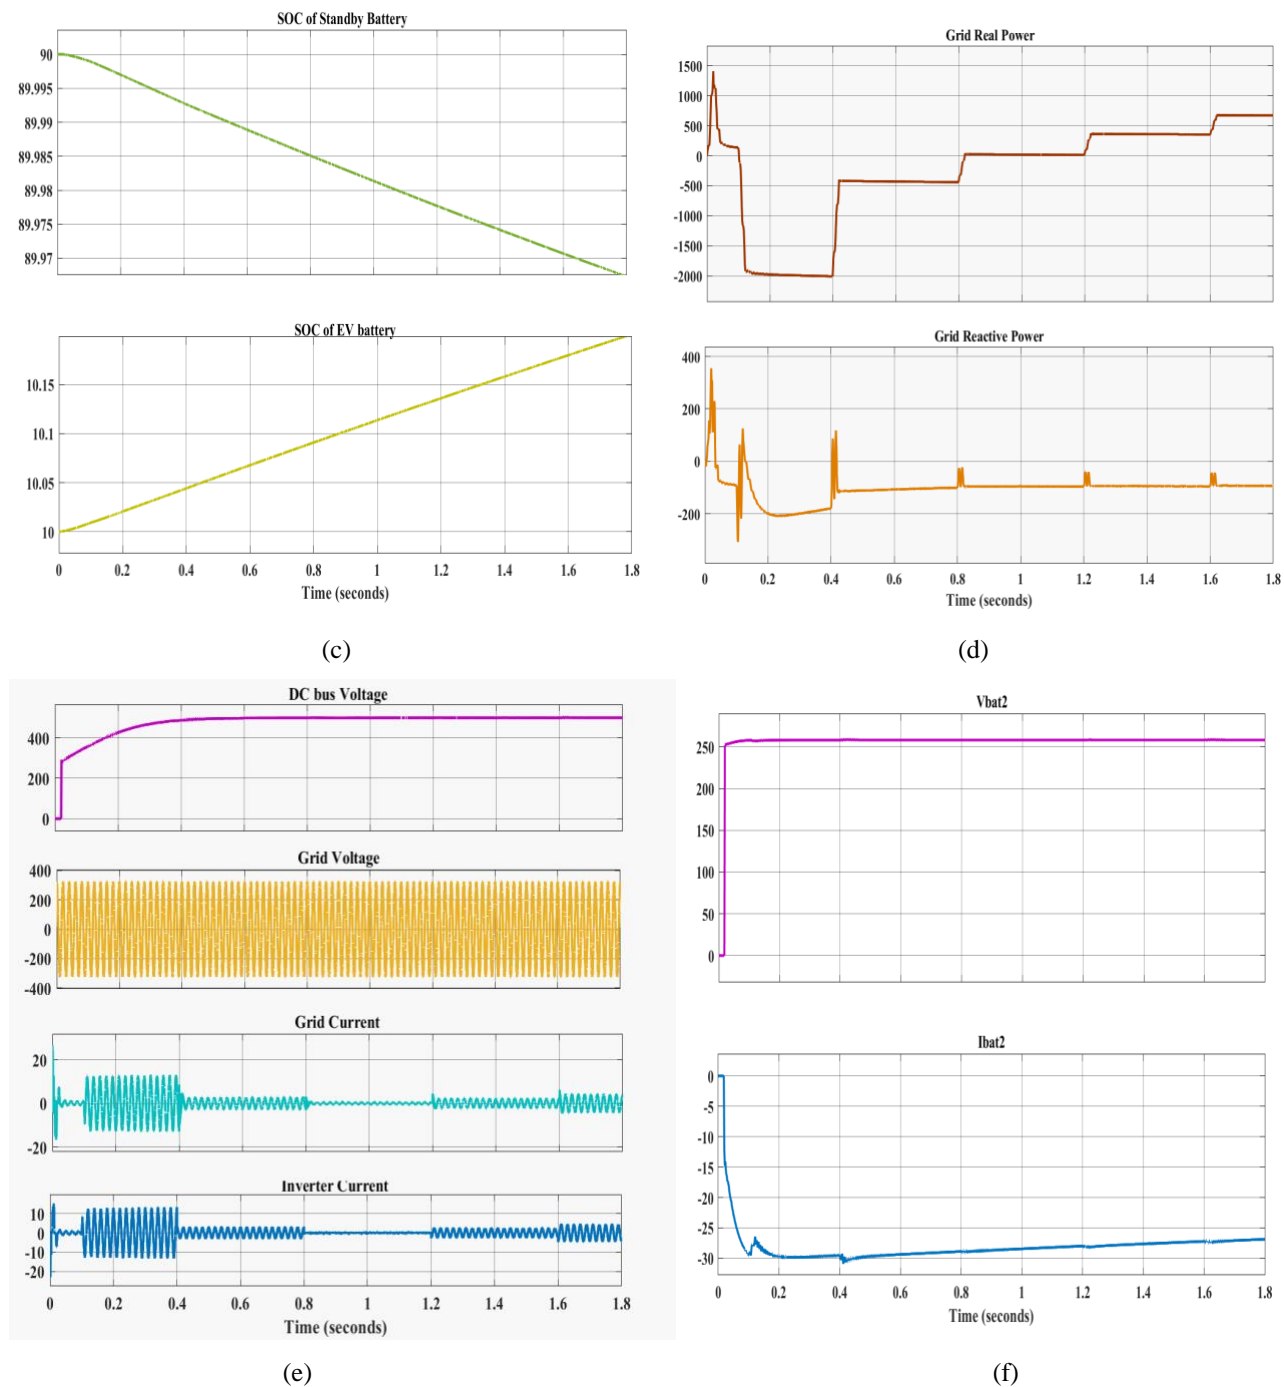 SOC of Standby Battery
90
89.995
89.99
89.985
89.98
89.975
89.97
SOC of EV battery
10.15
10.1
10.05
10
0 0.2 0.4 0.6 0.8 1 1.2 1.4 1.6 1.8
Time (seconds)
(c)
Grid Real Power
1500
1000
500
0
-500
-1000
-1500
-2000
Grid Reactive Power
400
200
0
-200
0 0.2 0.4 0.6 0.8 1 1.2 1.4 1.6 1.8
Time (seconds)
(d)
DC bus Voltage
400
200
0
Grid Voltage
400
200
0
-200
-400
Grid Current
20
0
-20
Inverter Current
10
0
-10
-20
0 0.2 0.4 0.6 0.8 1 1.2 1.4 1.6 1.8
Time (seconds)
(e)
Vbat2
250
200
150
100
50
0
Ibat2
0
-5
-10
-15
-20
-25
-30
0 0.2 0.4 0.6 0.8 1 1.2 1.4 1.6 1.8
Time (seconds)
(f)